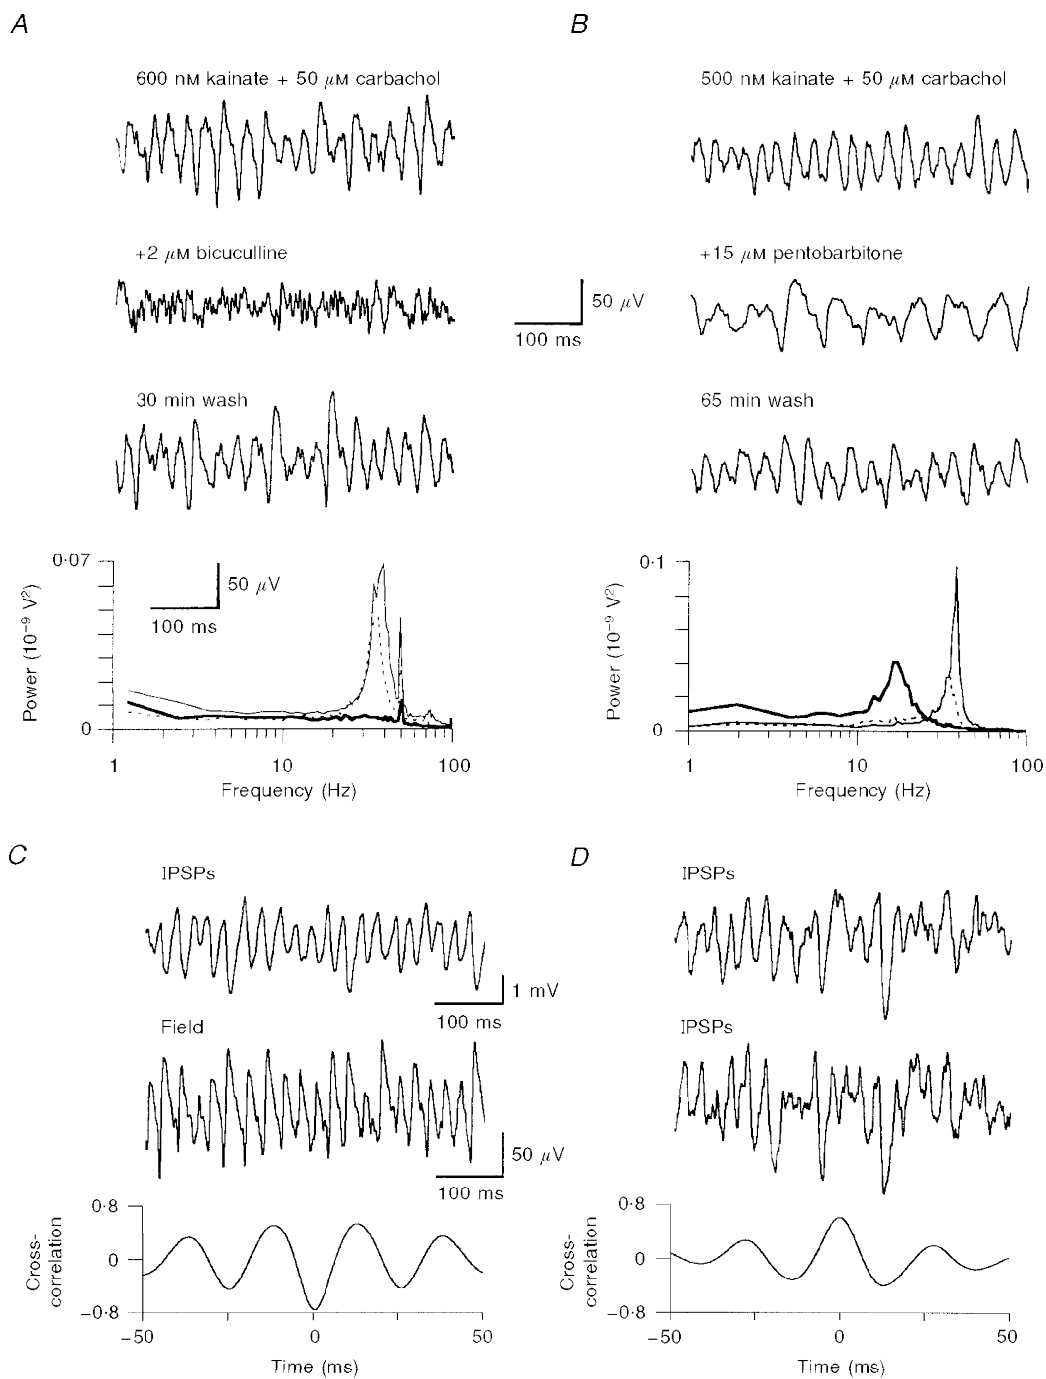 A
600 nM kainate + 50 μM carbachol
+2 μM bicuculline
30 min wash
50 μV
100 ms
0·07
0
Power (10⁻⁹ V²)
50 μV
100 ms
1
10
100
Frequency (Hz)
B
500 nM kainate + 50 μM carbachol
+15 μM pentobarbitone
65 min wash
0·1
0
Power (10⁻⁹ V²)
1
10
100
Frequency (Hz)
C
IPSPs
1 mV
100 ms
Field
50 μV
100 ms
0·8
0
−0·8
Cross-
correlation
−50
0
50
Time (ms)
D
IPSPs
IPSPs
0·8
0
−0·8
Cross-
correlation
−50
0
50
Time (ms)